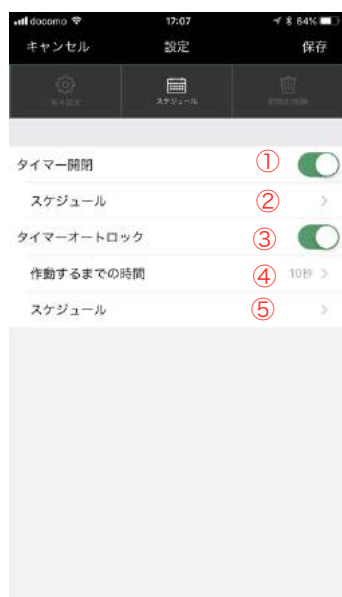 docomo 17:07 64%
キャンセル 設定 保存
スケジュール
タイマー開閉 ①
スケジュール ②
タイマーオートロック ③
作動するまでの時間 ④ 10秒
スケジュール ⑤